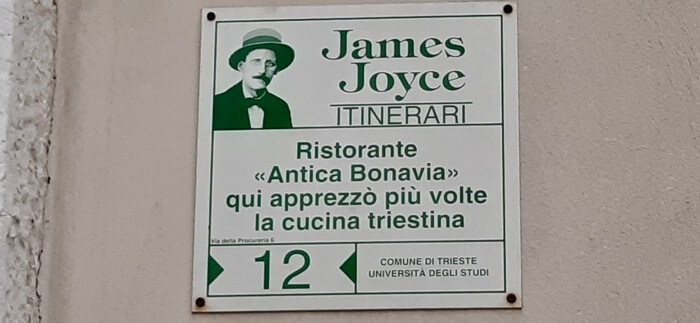 James
Joyce
ITINERARI
Ristorante
«Antica Bonavia»
qui apprezzò più volte
la cucina triestina
Via della Procureria 6
12
COMUNE DI TRIESTE
UNIVERSITÀ DEGLI STUDI